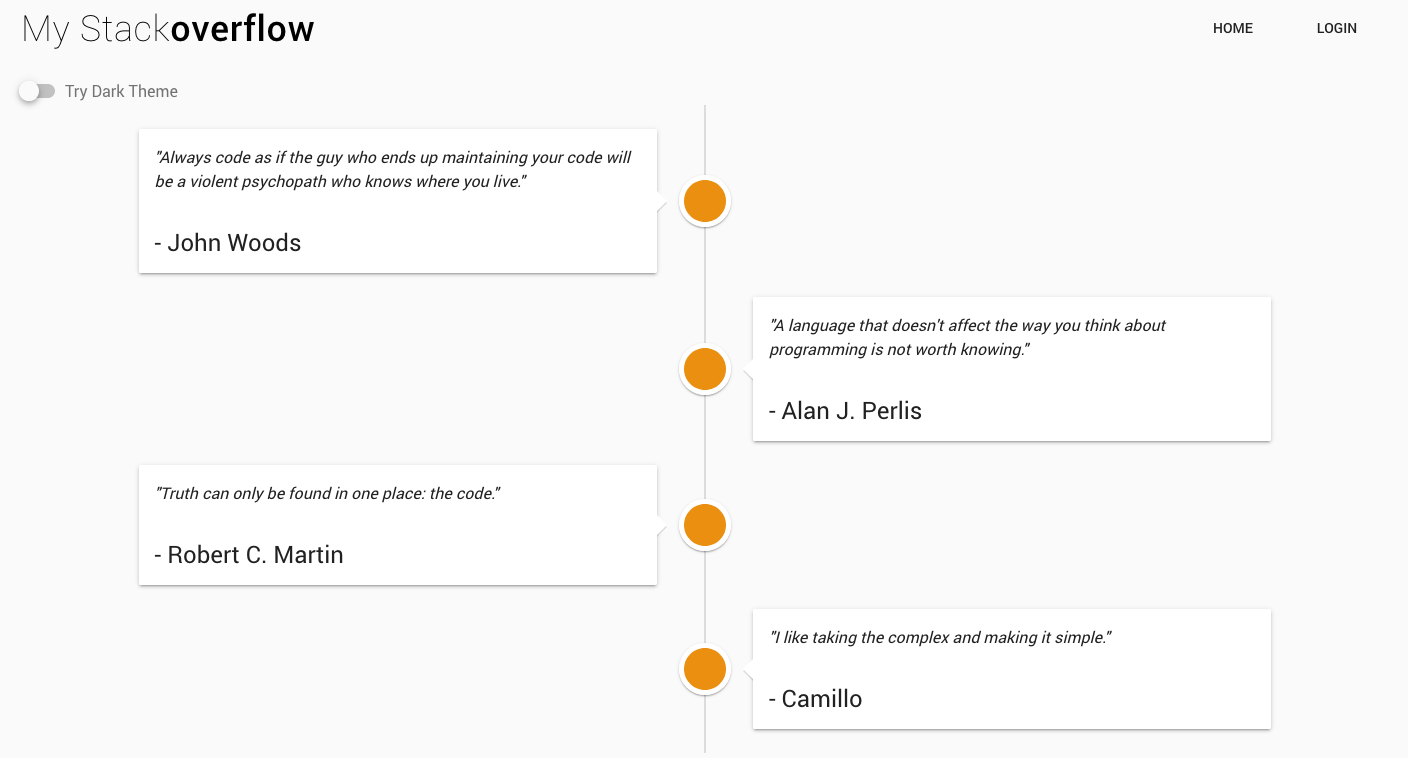 My Stackoverflow
HOME
LOGIN
Try Dark Theme
"Always code as if the guy who ends up maintaining your code will
be a violent psychopath who knows where you live."
- John Woods
"A language that doesn't affect the way you think about
programming is not worth knowing."
- Alan J. Perlis
"Truth can only be found in one place: the code."
- Robert C. Martin
"I like taking the complex and making it simple."
- Camillo